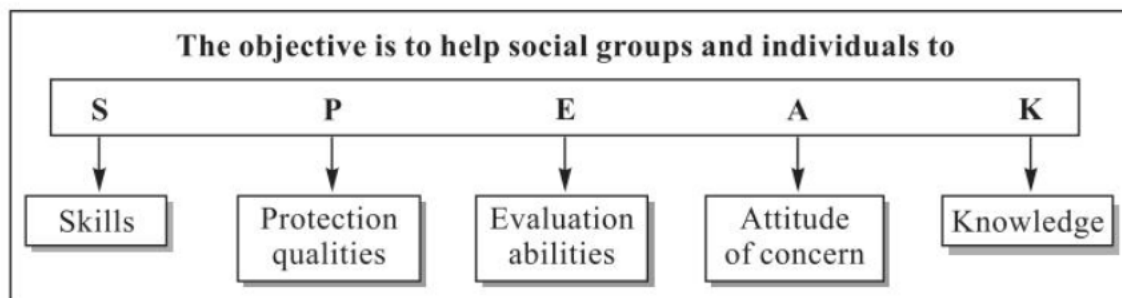 The objective is to help social groups and individuals to
S P E A K
Skills
Protection
qualities
Evaluation
abilities
Attitude
of concern
Knowledge